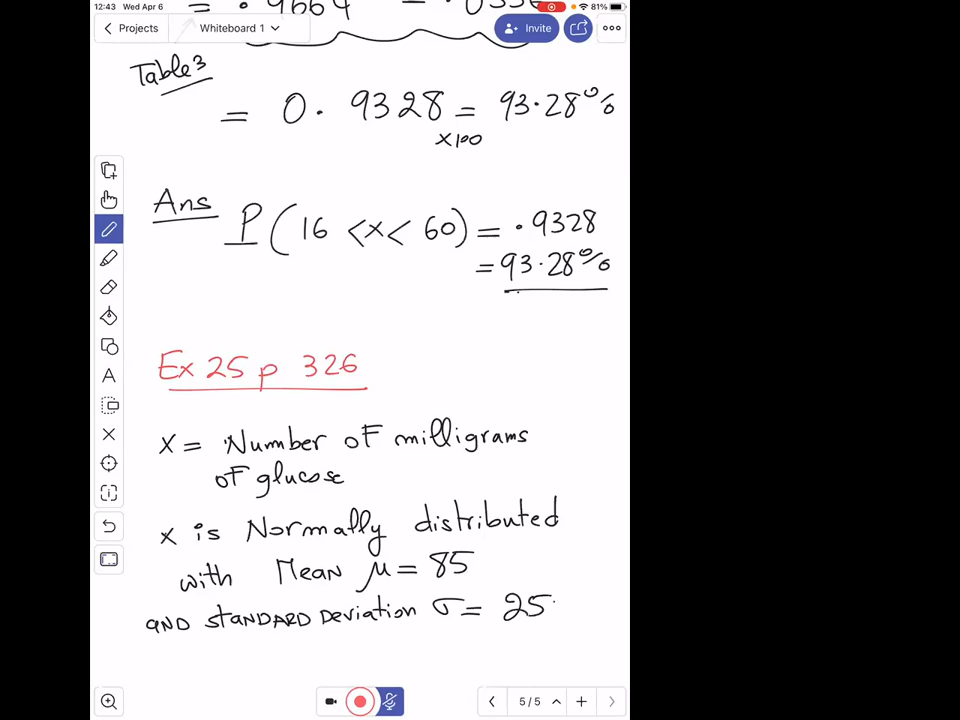 12:43 Wed Apr 6
81%
Projects
Whiteboard 1
Invite
= .9664
Table 3
= 0.9328 = 93.28%
x100
Ans P(16 <x< 60) = .9328
= 93.28%
Ex 25 p 326
x = Number of milligrams
of glucose
x is Normally distributed
with Mean μ = 85
AND STANDARD Deviation σ = 25
A
5/5